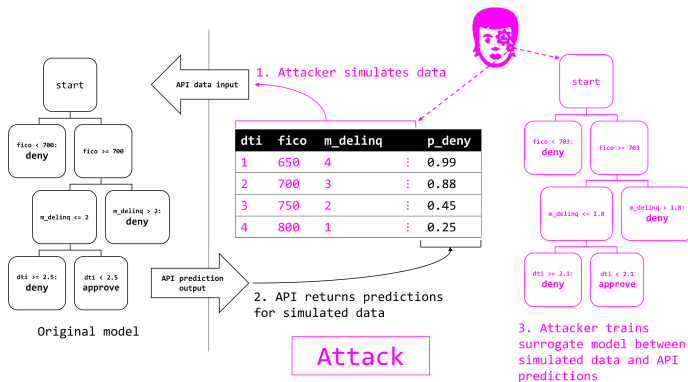 start
fico < 700:
deny
fico >= 700
m_delinq <= 2
m_delinq > 2:
deny
dti >= 2.5:
deny
dti < 2.5
approve
Original model
API data input
API prediction
output
1. Attacker simulates data
dti fico m_delinq p_deny
1 650 4 ⋮ 0.99
2 700 3 ⋮ 0.88
3 750 2 ⋮ 0.45
4 800 1 ⋮ 0.25
2. API returns predictions
for simulated data
Attack
start
fico < 703:
deny
fico >= 703
m_delinq <= 1.8
m_delinq > 1.8:
deny
dti >= 2.1:
deny
dti < 2.1
approve
3. Attacker trains
surrogate model between
simulated data and API
predictions